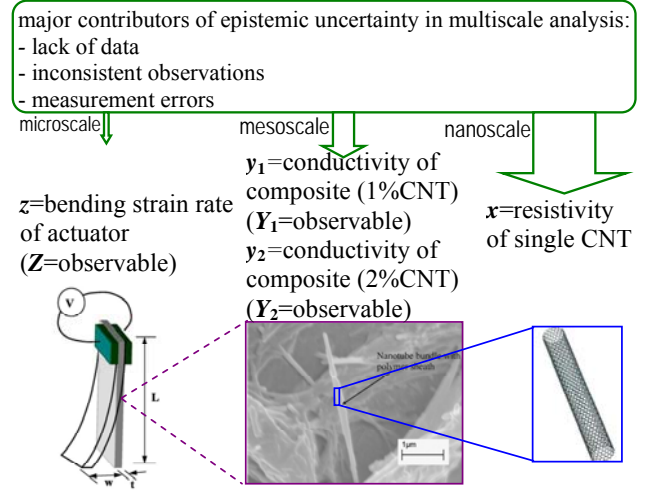 major contributors of epistemic uncertainty in multiscale analysis:
- lack of data
- inconsistent observations
- measurement errors
microscale
mesoscale
nanoscale
z=bending strain rate
of actuator
(Z=observable)
y1=conductivity of
composite (1%CNT)
(Y1=observable)
y2=conductivity of
composite (2%CNT)
(Y2=observable)
x=resistivity
of single CNT
V
L
w
t
Nanotube bundle with
polymer sheath
1μm